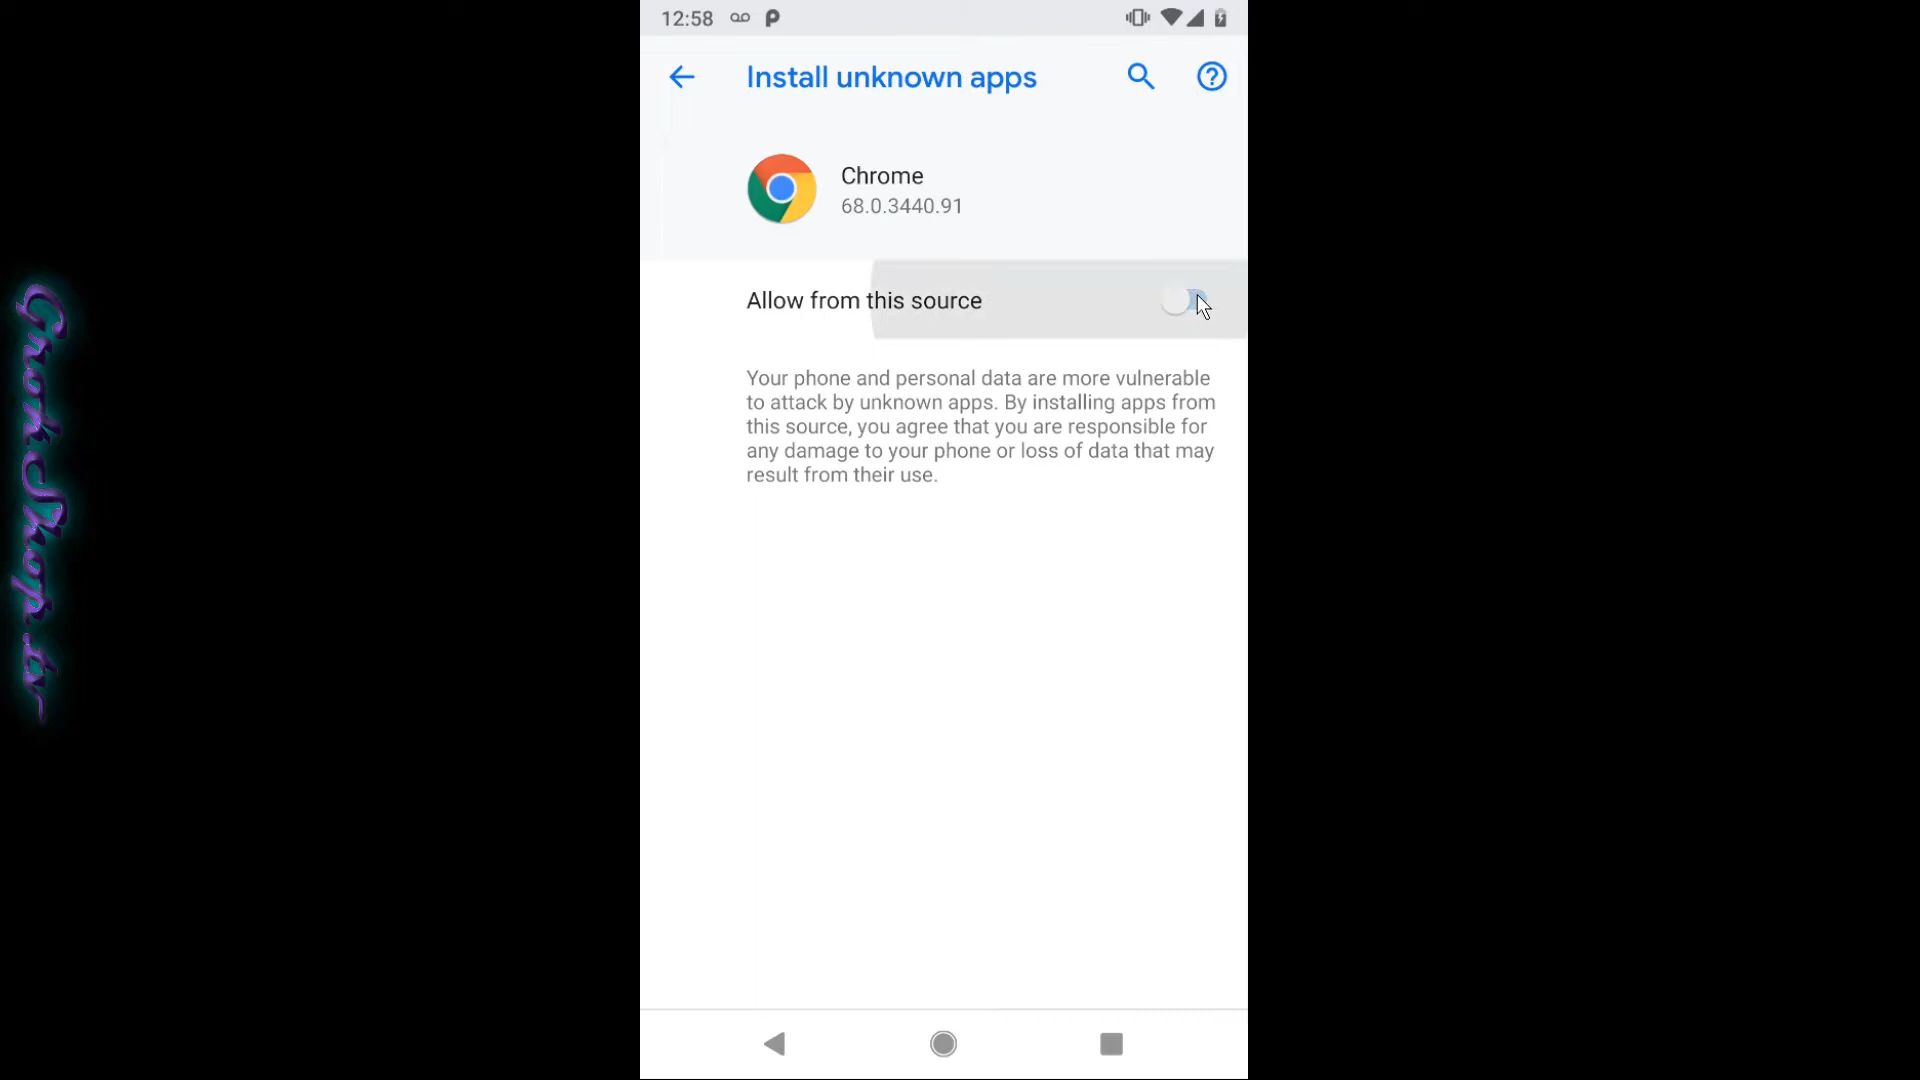 12:58
Install unknown apps
Chrome
68.0.3440.91
Allow from this source
Your phone and personal data are more vulnerable
to attack by unknown apps. By installing apps from
this source, you agree that you are responsible for
any damage to your phone or loss of data that may
result from their use.